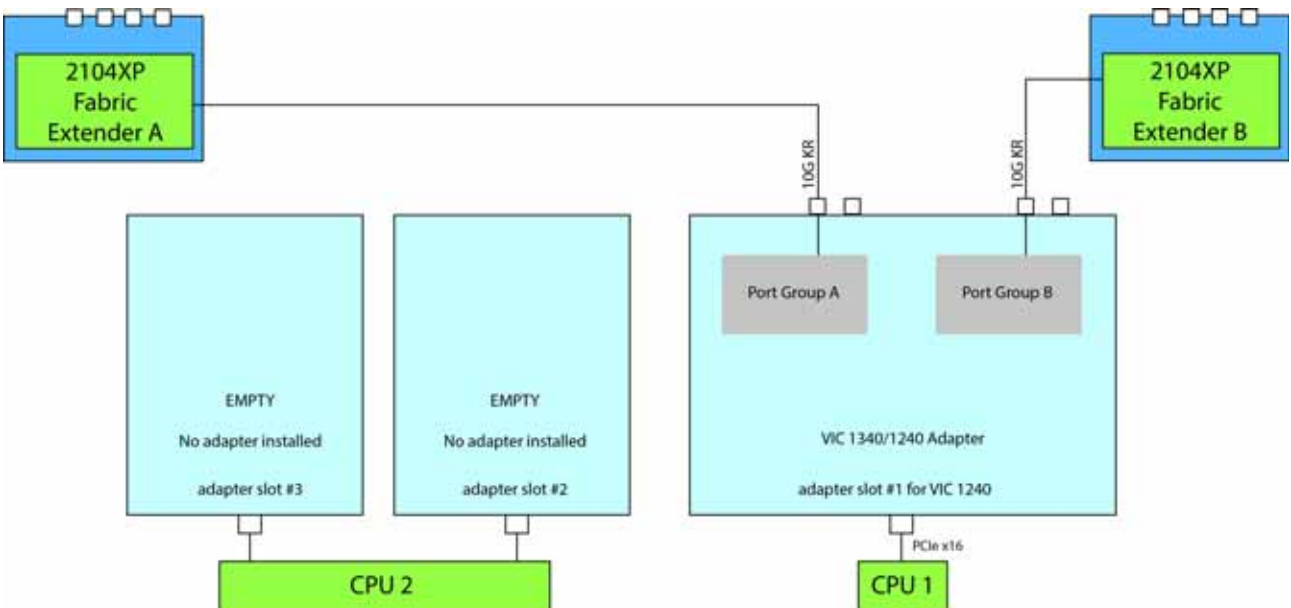 2104XP
Fabric
Extender A
2104XP
Fabric
Extender B
10G KR
10G KR
Port Group A
Port Group B
EMPTY
No adapter installed
adapter slot #3
EMPTY
No adapter installed
adapter slot #2
VIC 1340/1240 Adapter
adapter slot #1 for VIC 1240
PCIe x16
CPU 2
CPU 1